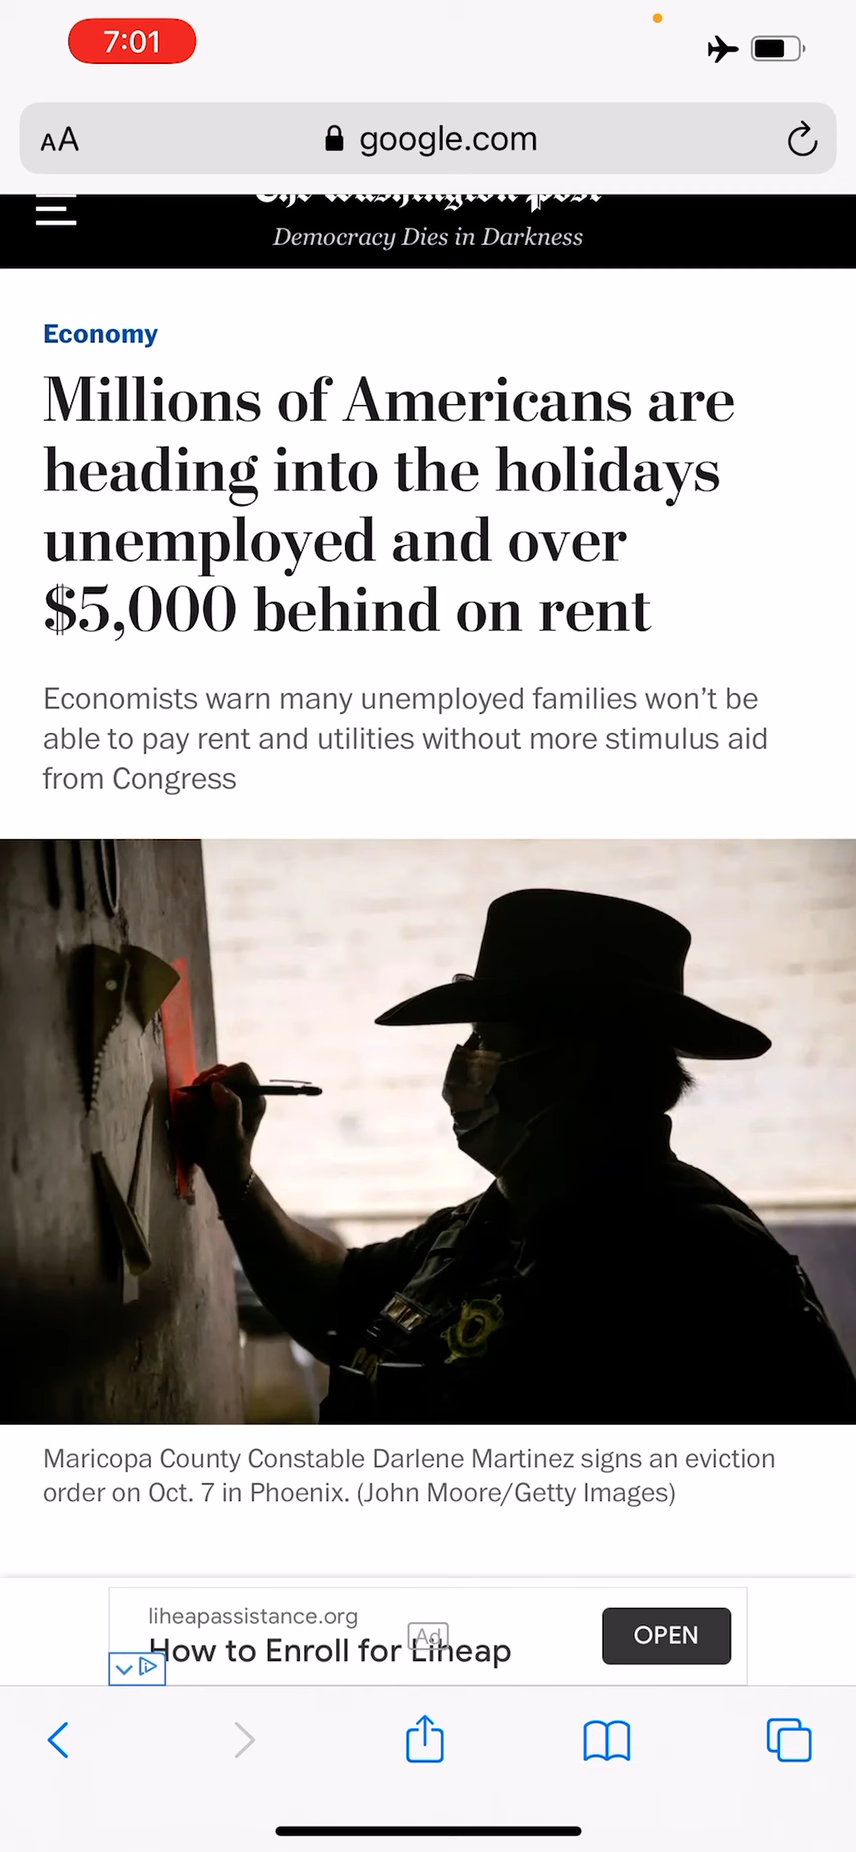 7:01
AA
google.com
The Washington Post
Democracy Dies in Darkness
Economy
Millions of Americans are
heading into the holidays
unemployed and over
$5,000 behind on rent
Economists warn many unemployed families won’t be
able to pay rent and utilities without more stimulus aid
from Congress
Maricopa County Constable Darlene Martinez signs an eviction
order on Oct. 7 in Phoenix. (John Moore/Getty Images)
liheapassistance.org
Ad
How to Enroll for Liheap
OPEN